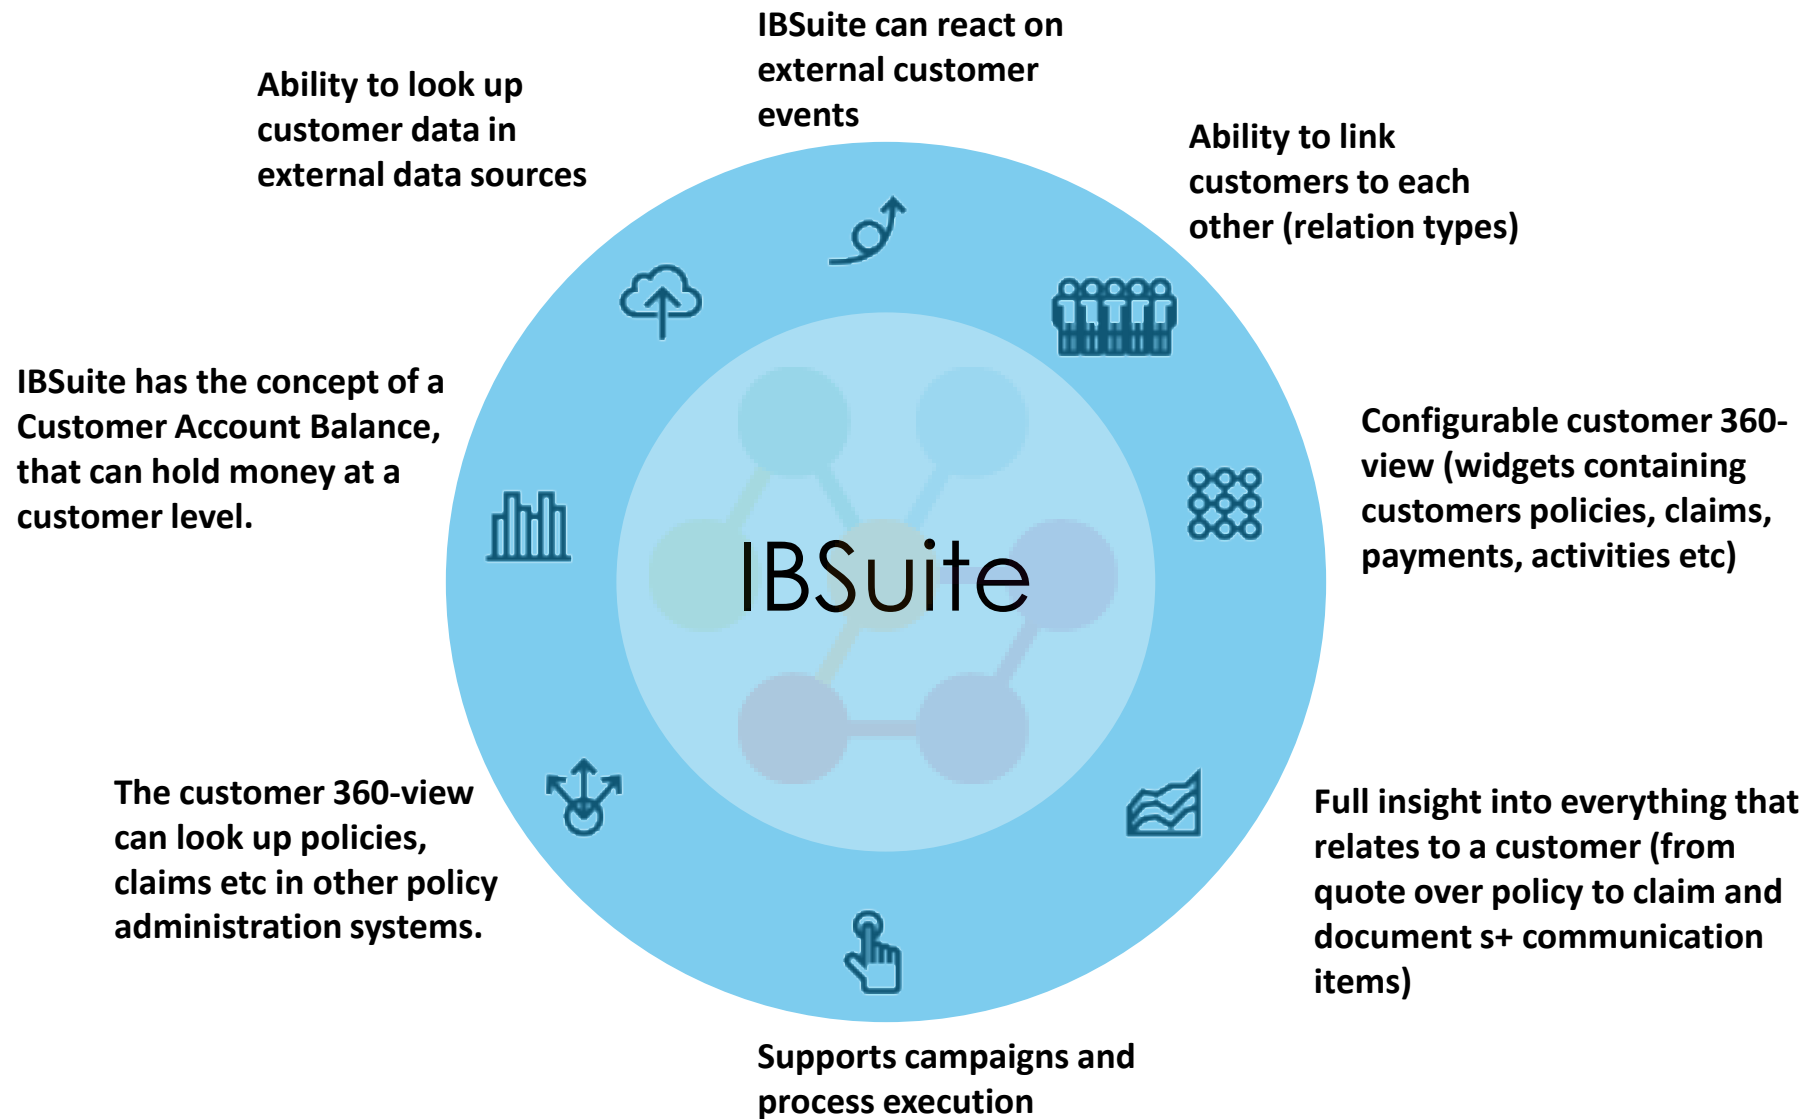 IBSuite can react on
external customer
events
Ability to look up
customer data in
external data sources
Ability to link
customers to each
other (relation types)
IBSuite has the concept of a
Customer Account Balance,
that can hold money at a
customer level.
Configurable customer 360-
view (widgets containing
customers policies, claims,
payments, activities etc)
IBSuite
The customer 360-view
can look up policies,
claims etc in other policy
administration systems.
Full insight into everything that
relates to a customer (from
quote over policy to claim and
document s+ communication
items)
Supports campaigns and
process execution